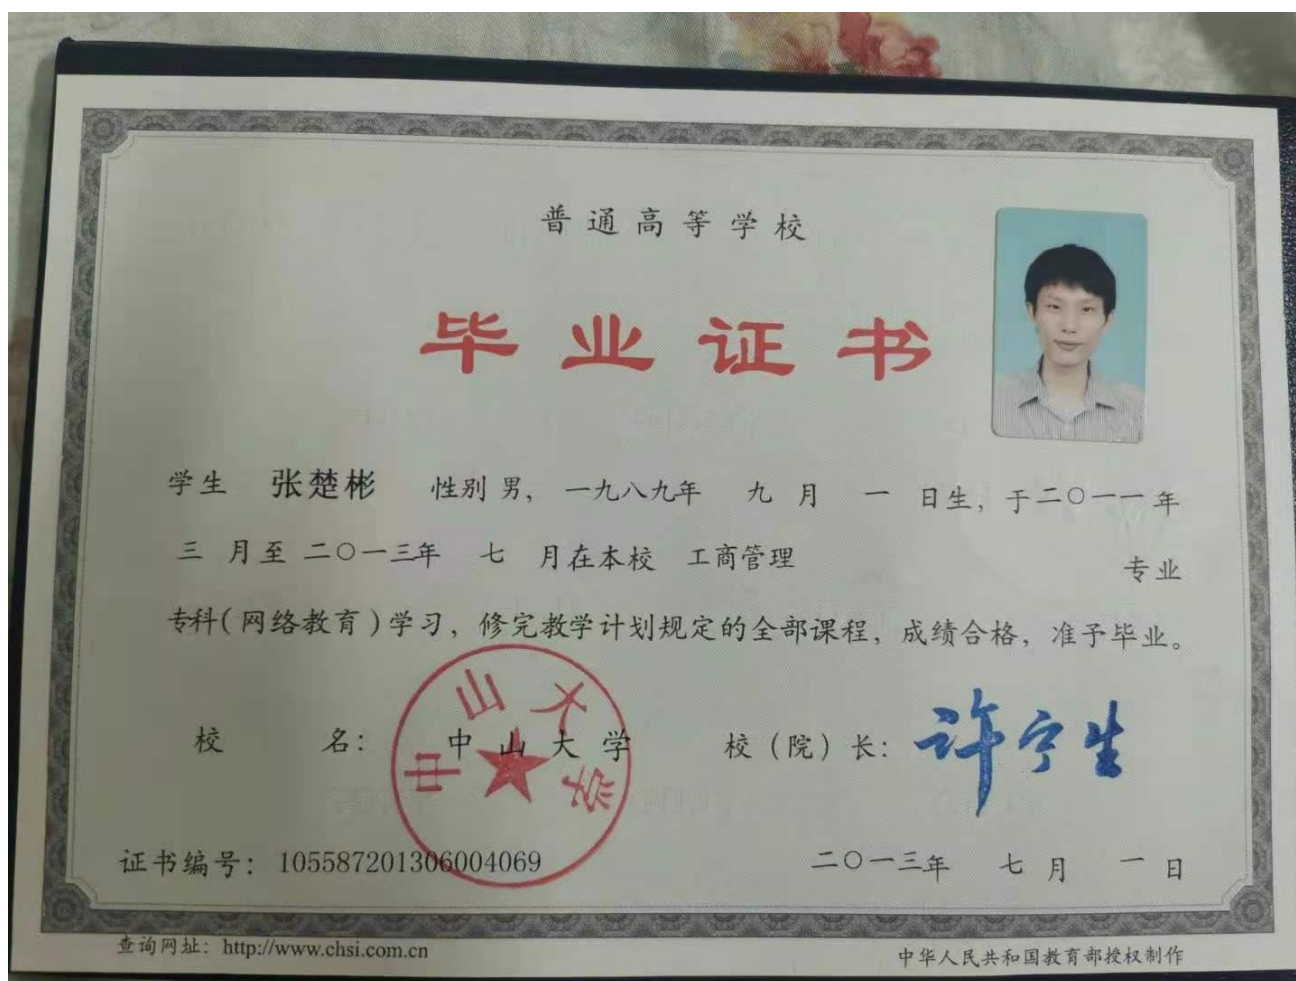 普通高等学校
毕业证书
学生 张楚彬 性别 男, 一九八九年 九 月 一 日生, 于二〇一一年
三 月至 二〇一三年 七 月在本校 工商管理 专业
专科(网络教育)学习, 修完教学计划规定的全部课程, 成绩合格, 准予毕业。
校 名: 中山大学 校(院)长: 许宁生
中山大学
证书编号: 105587201306004069 二〇一三年 七 月 一 日
查询网址: http://www.chsi.com.cn 中华人民共和国教育部授权制作